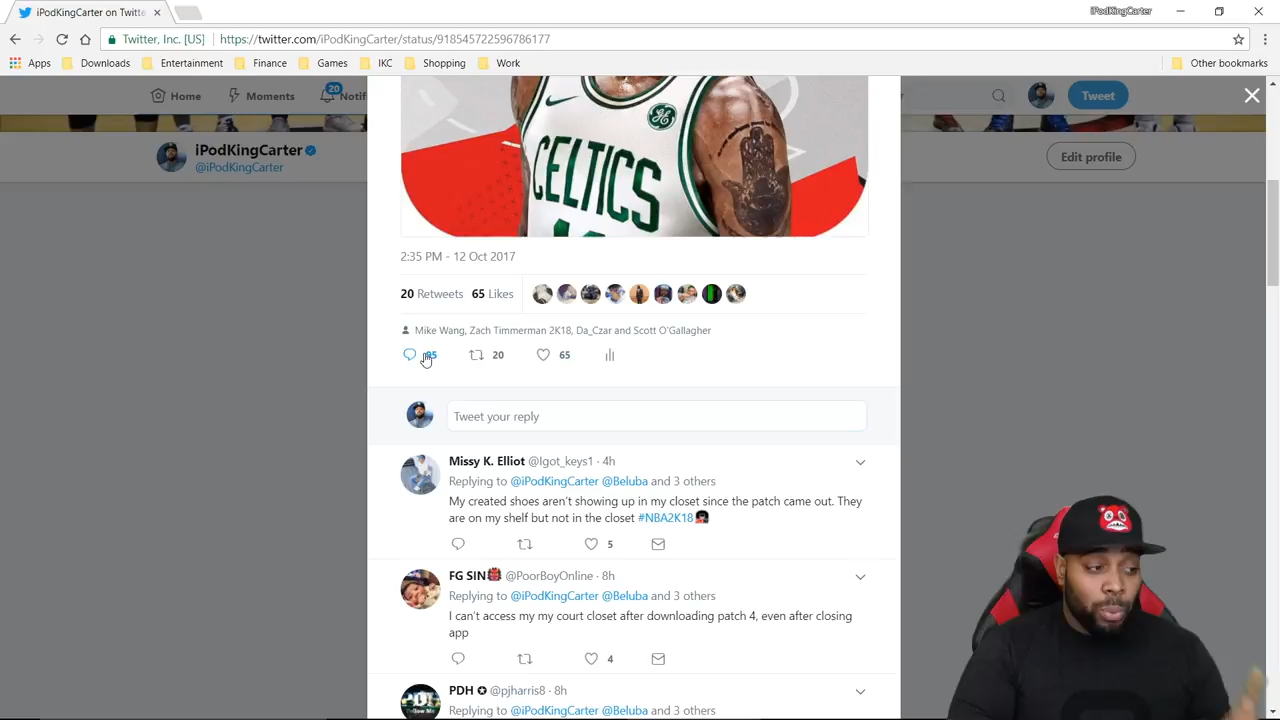 iPodKingCarter on Twitte
iPodKingCarter
Twitter, Inc. [US]
https://twitter.com/iPodKingCarter/status/918545722596786177
Apps
Downloads
Entertainment
Finance
Games
IKC
Shopping
Work
Other bookmarks
Home
Moments
20
Notif
Tweet
iPodKingCarter
@iPodKingCarter
Edit profile
CELTICS
2:35 PM - 12 Oct 2017
20 Retweets 65 Likes
Mike Wang, Zach Timmerman 2K18, Da_Czar and Scott O'Gallagher
20
65
Tweet your reply
Missy K. Elliot @Igot_keys1 · 4h
Replying to @iPodKingCarter @Beluba and 3 others
My created shoes aren't showing up in my closet since the patch came out. They
are on my shelf but not in the closet #NBA2K18
5
FG SIN @PoorBoyOnline · 8h
Replying to @iPodKingCarter @Beluba and 3 others
I can't access my my court closet after downloading patch 4, even after closing
app
4
PDH @pjharris8 · 8h
Replying to @iPodKingCarter @Beluba and 3 others